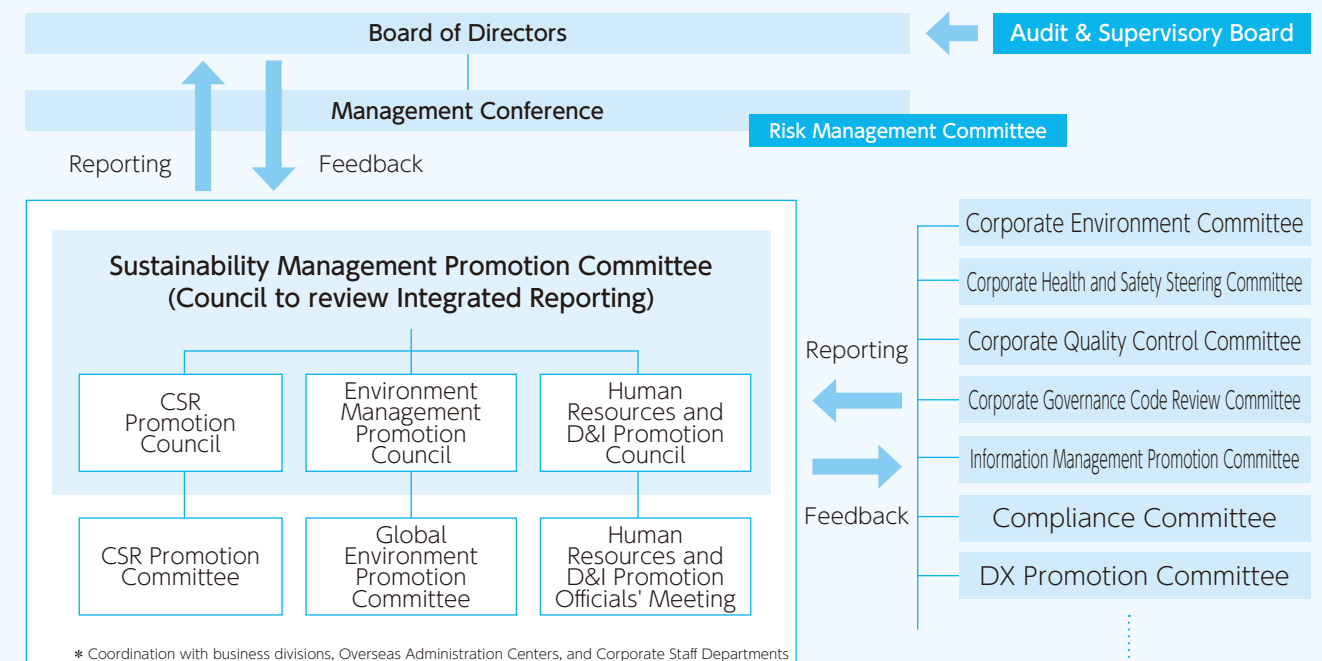 Board of Directors
Audit & Supervisory Board
Management Conference
Risk Management Committee
Reporting
Feedback
Sustainability Management Promotion Committee
(Council to review Integrated Reporting)
CSR
Promotion
Council
Environment
Management
Promotion
Council
Human
Resources and
D&I Promotion
Council
CSR Promotion
Committee
Global
Environment
Promotion
Committee
Human
Resources and
D&I Promotion
Officials' Meeting
* Coordination with business divisions, Overseas Administration Centers, and Corporate Staff Departments
Reporting
Feedback
Corporate Environment Committee
Corporate Health and Safety Steering Committee
Corporate Quality Control Committee
Corporate Governance Code Review Committee
Information Management Promotion Committee
Compliance Committee
DX Promotion Committee